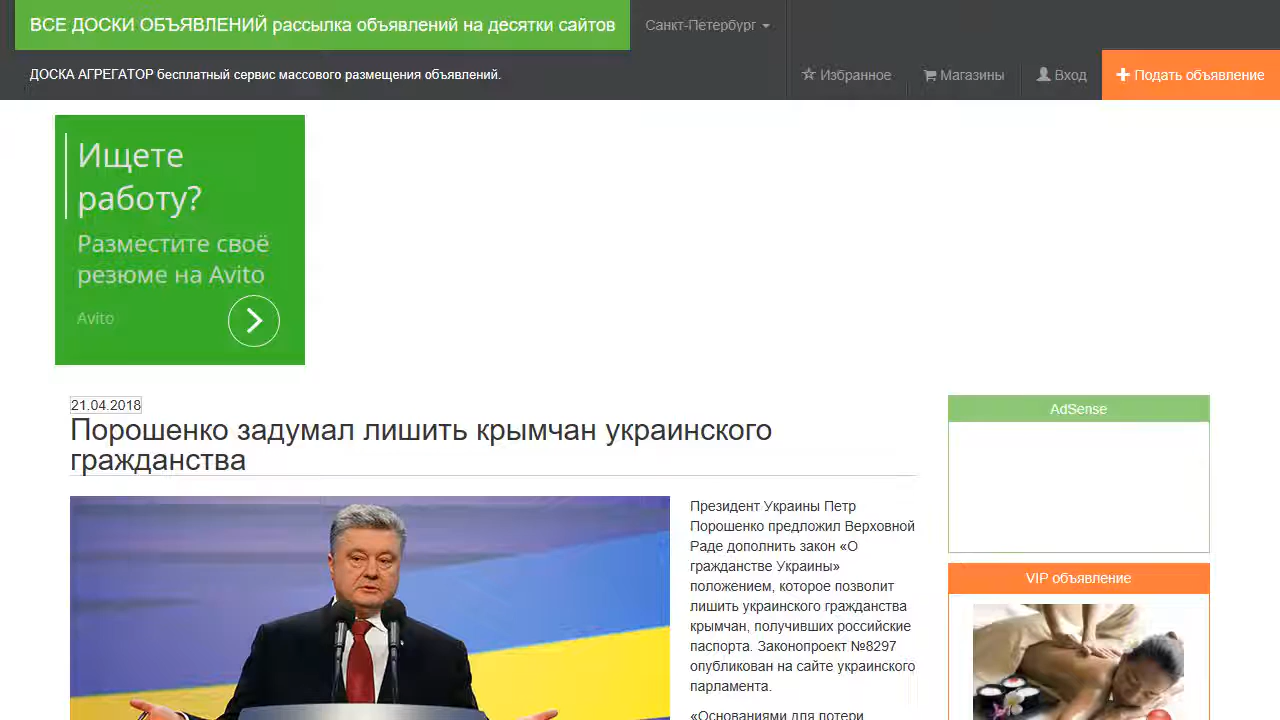 ВСЕ ДОСКИ ОБЪЯВЛЕНИЙ рассылка объявлений на десятки сайтов
Санкт-Петербург
ДОСКА АГРЕГАТОР бесплатный сервис массового размещения объявлений.
Избранное
Магазины
Вход
Подать объявление
Ищете
работу?
Разместите своё
резюме на Avito
Avito
21.04.2018
Порошенко задумал лишить крымчан украинского
гражданства
AdSense
Президент Украины Петр
Порошенко предложил Верховной
Раде дополнить закон «О
гражданстве Украины»
положением, которое позволит
лишить украинского гражданства
крымчан, получивших российские
паспорта. Законопроект №8297
опубликован на сайте украинского
парламента.
«Основаниями для потери
VIP объявление